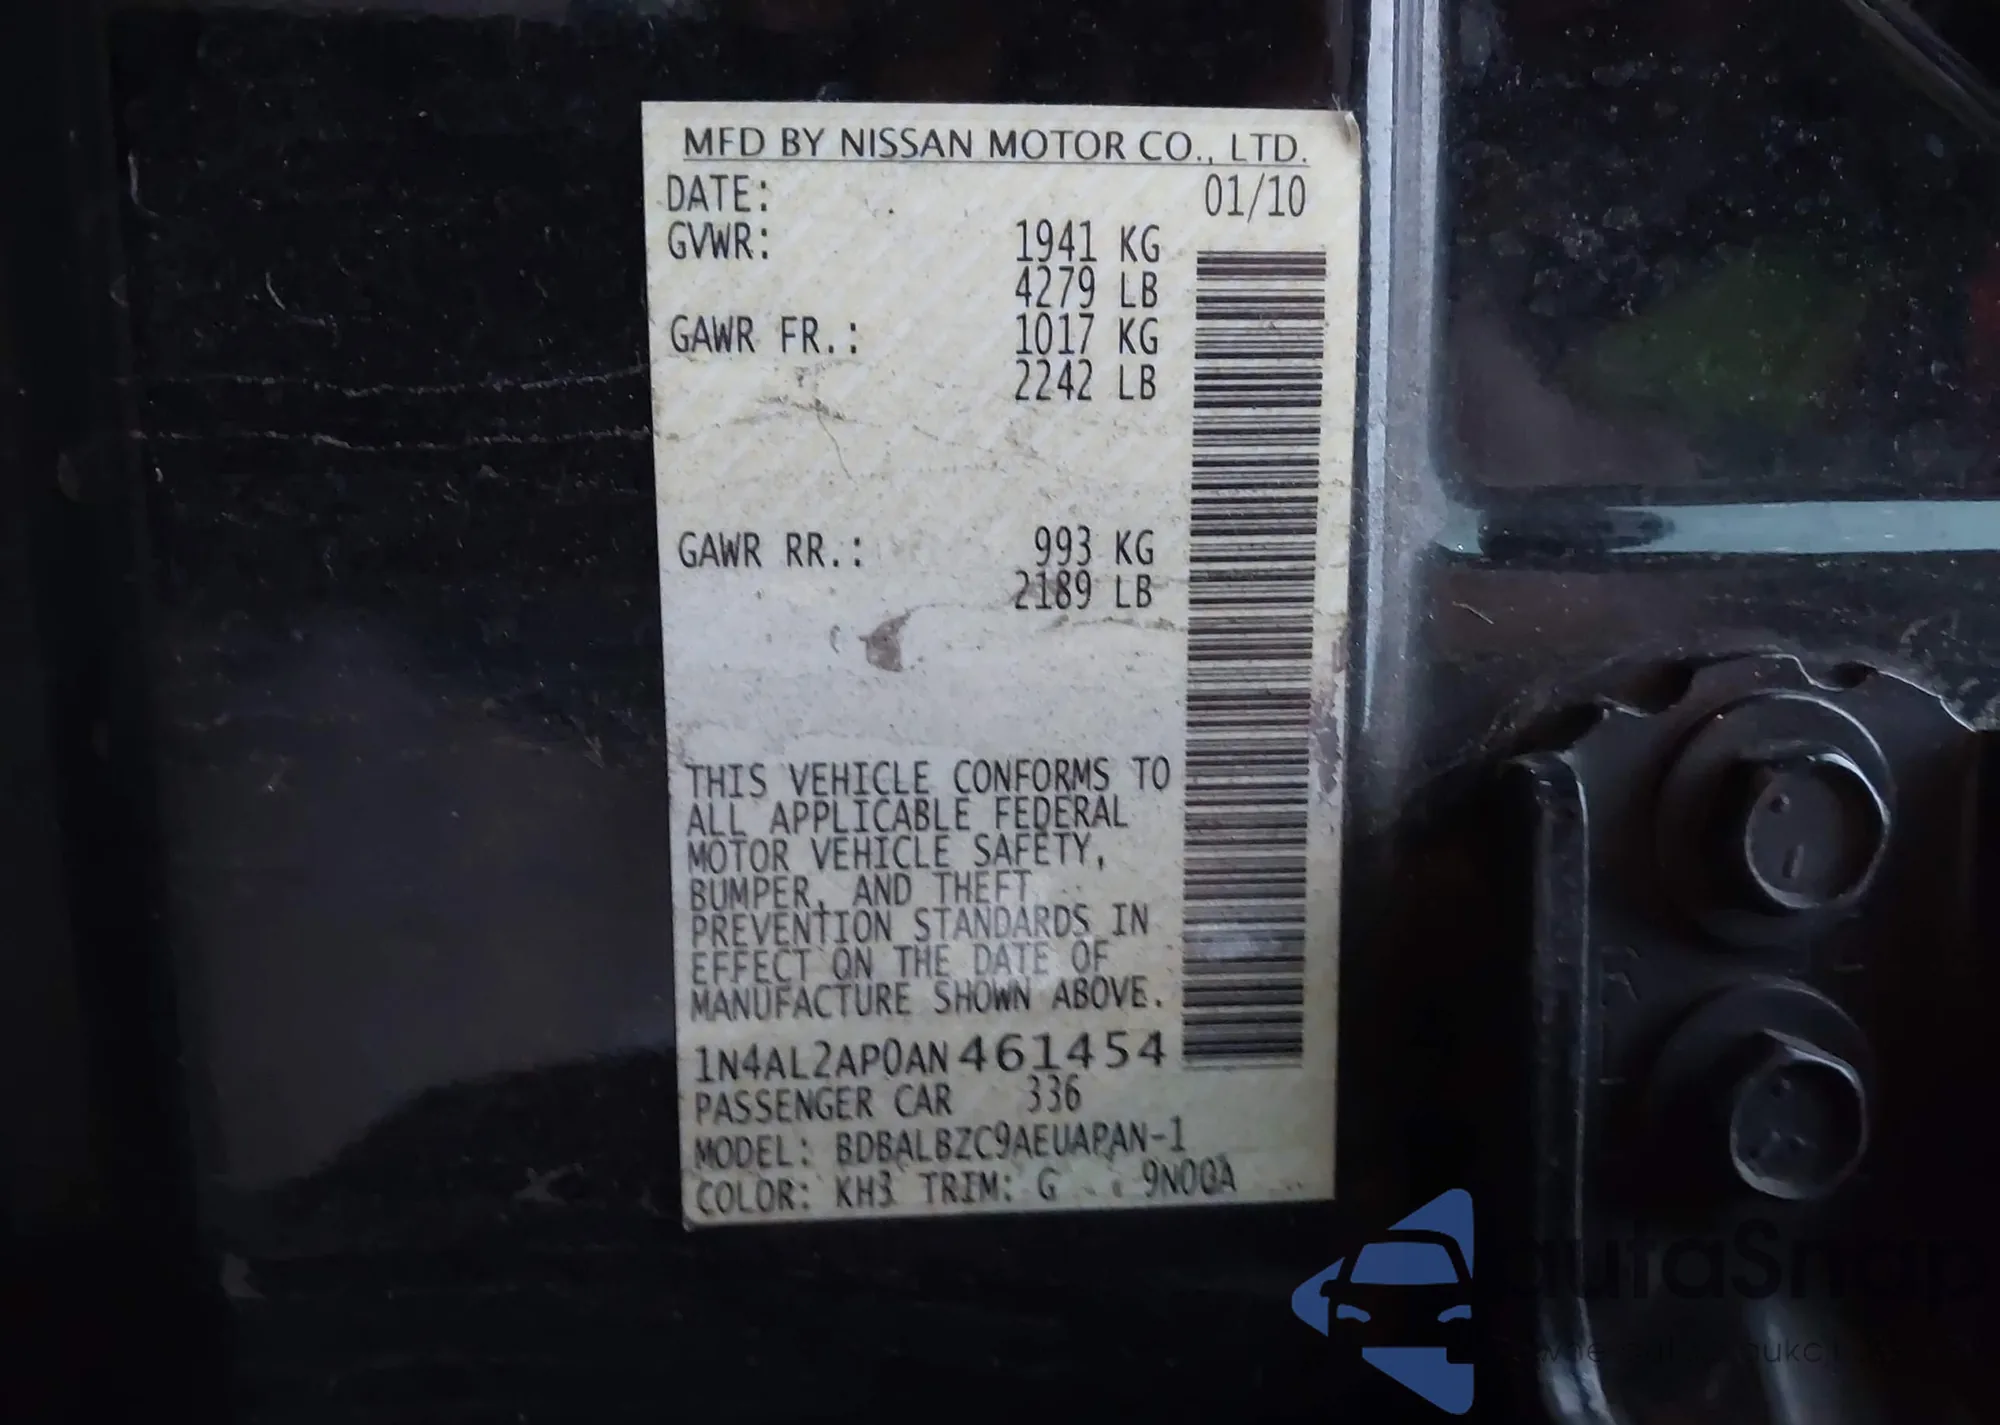 MFD BY NISSAN MOTOR CO., LTD.
DATE: 01/10
GVWR: 1941 KG
4279 LB
GAWR FR.: 1017 KG
2242 LB
GAWR RR.: 993 KG
2189 LB
THIS VEHICLE CONFORMS TO
ALL APPLICABLE FEDERAL
MOTOR VEHICLE SAFETY,
BUMPER, AND THEFT
PREVENTION STANDARDS IN
EFFECT ON THE DATE OF
MANUFACTURE SHOWN ABOVE.
1N4AL2AP0AN461454
PASSENGER CAR 336
MODEL: BDBALBZC9AEUAPAN-1
COLOR: KH3 TRIM: G 9N00A
autaSnap